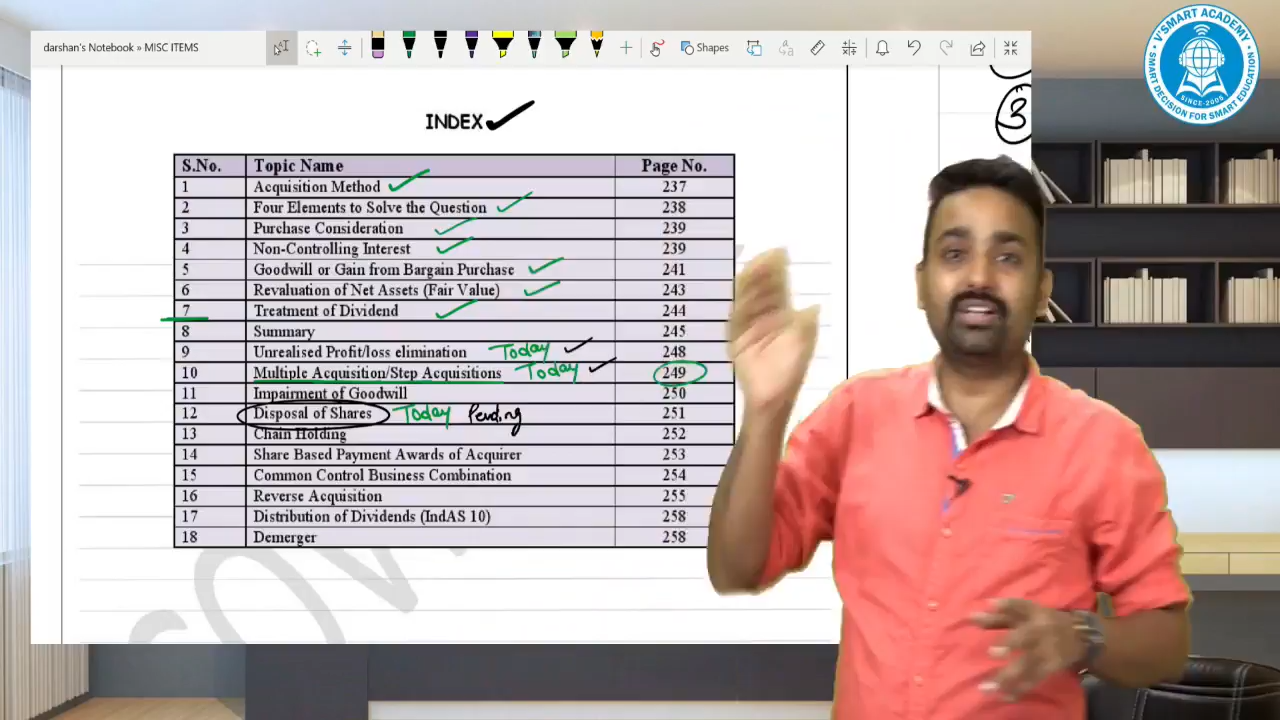 darshan's Notebook » MISC ITEMS
Shapes
V'SMART ACADEMY
SINCE-2005
SMART DECISION FOR SMART EDUCATION
3
INDEX
S.No. Topic Name Page No.
1 Acquisition Method 237
2 Four Elements to Solve the Question 238
3 Purchase Consideration 239
4 Non-Controlling Interest 239
5 Goodwill or Gain from Bargain Purchase 241
6 Revaluation of Net Assets (Fair Value) 243
7 Treatment of Dividend 244
8 Summary 245
9 Unrealised Profit/loss elimination Today 248
10 Multiple Acquisition/Step Acquisitions Today 249
11 Impairment of Goodwill 250
12 Disposal of Shares Today Pending 251
13 Chain Holding 252
14 Share Based Payment Awards of Acquirer 253
15 Common Control Business Combination 254
16 Reverse Acquisition 255
17 Distribution of Dividends (IndAS 10) 258
18 Demerger 258